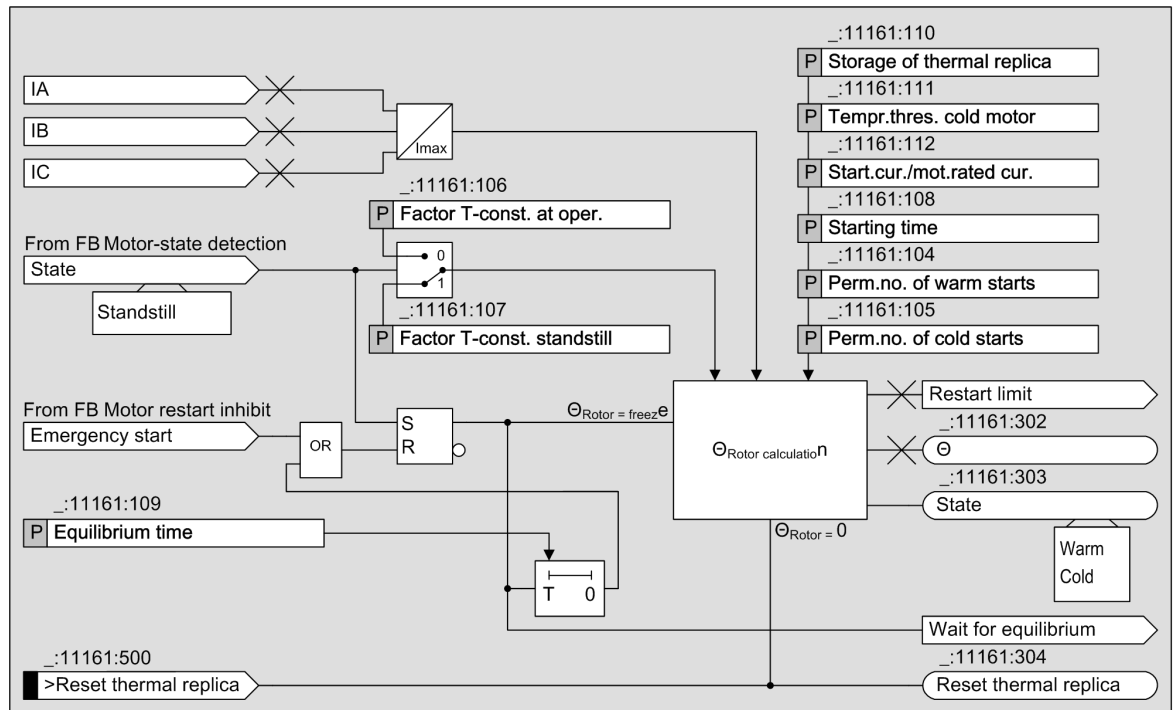 _:11161:110
P Storage of thermal replica
_:11161:111
P Tempr.thres. cold motor
_:11161:112
P Start.cur./mot.rated cur.
_:11161:108
P Starting time
_:11161:104
P Perm.no. of warm starts
_:11161:105
P Perm.no. of cold starts
IA
IB
IC
Imax
_:11161:106
P Factor T-const. at oper.
From FB Motor-state detection
State
Standstill
0
1
_:11161:107
P Factor T-const. standstill
From FB Motor restart inhibit
Emergency start
OR
S
R
ΘRotor = freeze
ΘRotor calculation
Restart limit
_:11161:302
Θ
_:11161:303
State
Warm
Cold
ΘRotor = 0
_:11161:109
P Equilibrium time
T 0
Wait for equilibrium
_:11161:500
>Reset thermal replica
_:11161:304
Reset thermal replica